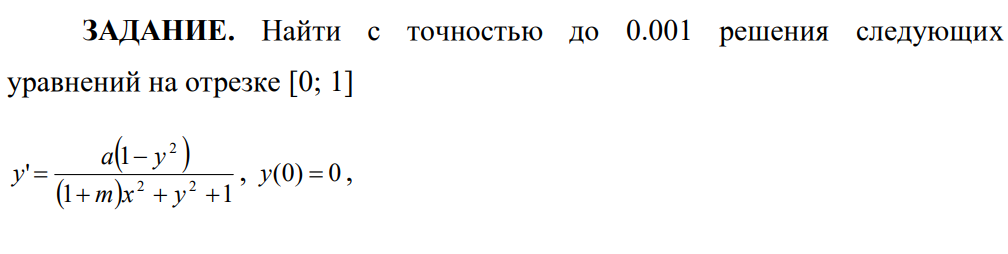 ЗАДАНИЕ. Найти с точностью до 0.001 решения следующих
уравнений на отрезке [0; 1]
y' = a(1 − y²) / ((1 + m)x² + y² + 1), y(0) = 0,